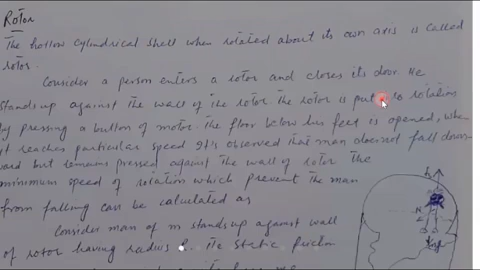 Rotor
The hollow cylindrical shell when rotated about its own axis is called
rotor.
Consider a person enters a rotor and closes its door. He
stands up against the wall of the rotor the rotor is put to rotation
by pressing a button of motor. The floor below his feet is opened, when
it reaches particular speed. It is observed that man doesnot fall down
ward but remains pressed against the wall of rotor The
minimum speed of rotation which prevent the man
from falling can be calculated as
Consider man of m stands up against wall
of rotor having radius the static